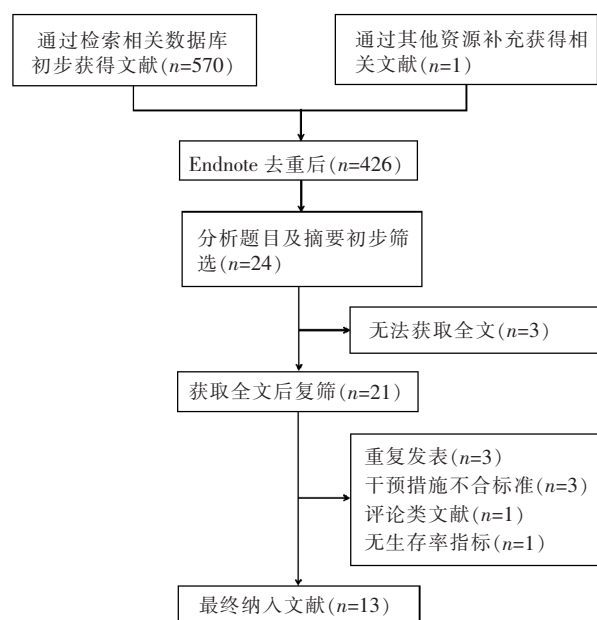 通过检索相关数据库
初步获得文献(n=570)
通过其他资源补充获得相
关文献(n=1)
Endnote 去重后(n=426)
分析题目及摘要初步筛
选(n=24)
无法获取全文(n=3)
获取全文后复筛(n=21)
重复发表(n=3)
干预措施不合标准(n=3)
评论类文献(n=1)
无生存率指标(n=1)
最终纳入文献(n=13)